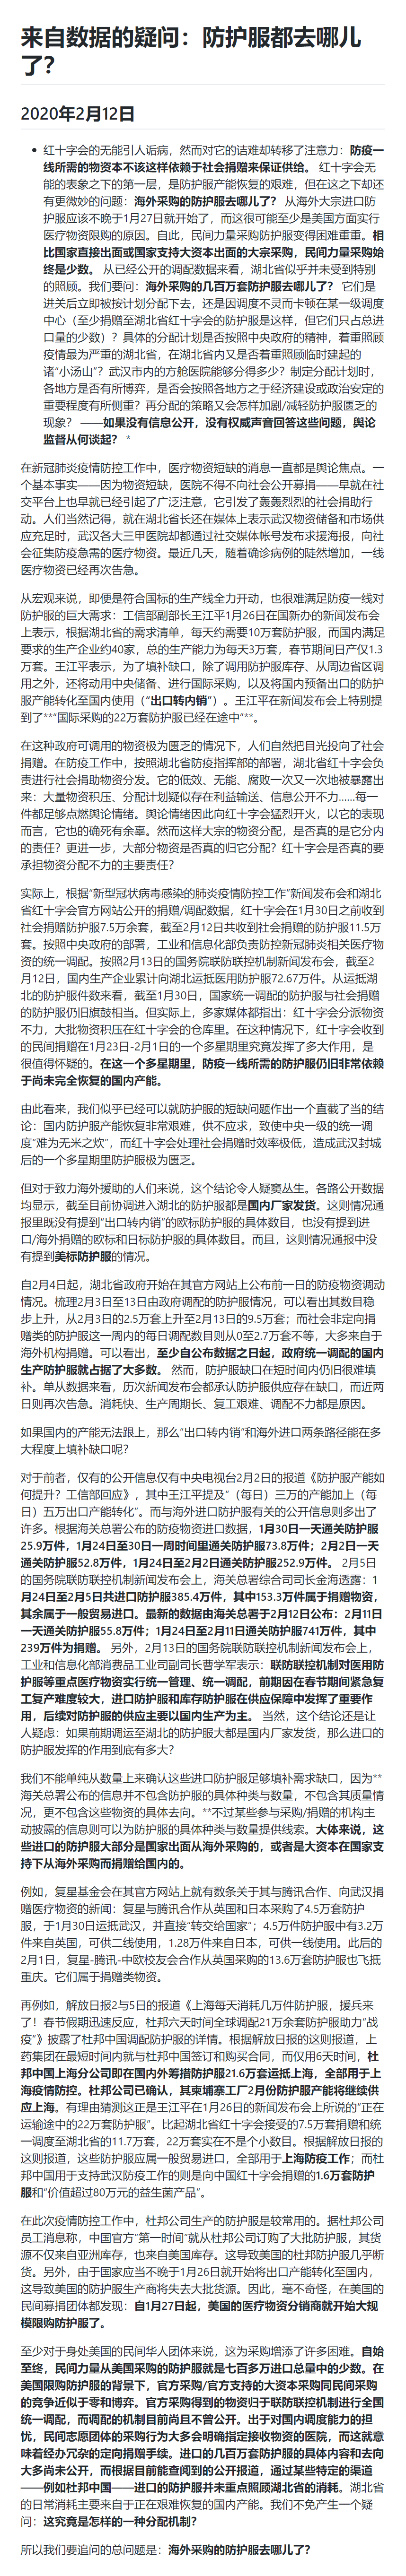 来自数据的疑问：防护服都去哪儿
了？
2020年2月12日
红十字会的无能引人诟病，然而对它的诘难却转移了注意力：防疫一
线所需的物资本不该这样依赖于社会捐赠来保证供给。 红十字会无
能的表象之下的第一层，是防护服产能恢复的艰难，但在这之下却还
有更微妙的问题：海外采购的防护服去哪儿了？ 从海外大宗进口防
护服应该不晚于1月27日就开始了，而这很可能至少是美国方面实行
医疗物资限购的原因。自此，民间力量采购防护服变得困难重重。相
比国家直接出面或国家支持大资本出面的大宗采购，民间力量采购始
终是少数。 从已经公开的调配数据来看，湖北省似乎并未受到特别
的照顾。我们要问：海外采购的几百万套防护服去哪儿了？ 它们是
进关后立即被按计划分配下去，还是因调度不灵而卡顿在某一级调度
中心（至少捐赠至湖北省红十字会的防护服是这样，但它们只占总进
口量的少数）？具体的分配计划是否按照中央政府的精神，着重照顾
疫情最为严重的湖北省，在湖北省内又是否着重照顾临时建起的
诸“小汤山”？武汉市内的方舱医院能够分得多少？制定分配计划时，
各地方是否有所博弈，是否会按照各地方之于经济建设或政治安定的
重要程度有所侧重？再分配的策略又会怎样加剧/减轻防护服匮乏的
现象？ ——如果没有信息公开，没有权威声音回答这些问题，舆论
监督从何谈起？ *
在新冠肺炎疫情防控工作中，医疗物资短缺的消息一直都是舆论焦点。一
个基本事实——因为物资短缺，医院不得不向社会公开募捐——早就在社
交平台上也早就已经引起了广泛注意，它引发了轰轰烈烈的社会捐助行
动。人们当然记得，就在湖北省长还在媒体上表示武汉物资储备和市场供
应充足时，武汉各大三甲医院却都通过社交媒体帐号发布求援海报，向社
会征集防疫急需的医疗物资。最近几天，随着确诊病例的陡然增加，一线
医疗物资已经再次告急。
从宏观来说，即便是符合国标的生产线全力开动，也很难满足防疫一线对
防护服的巨大需求：工信部副部长王江平1月26日在国新办的新闻发布会
上表示，根据湖北省的需求清单，每天约需要10万套防护服，而国内满足
要求的生产企业约40家，总的生产能力为每天3万套，春节期间日产仅1.3
万套。王江平表示，为了填补缺口，除了调用防护服库存、从周边省区调
用之外，还将动用中央储备、进行国际采购，以及将国内预备出口的防护
服产能转化至国内使用（“出口转内销”）。王江平在新闻发布会上特别提
到了**“国际采购的22万套防护服已经在途中”**。
在这种政府可调用的物资极为匮乏的情况下，人们自然把目光投向了社会
捐赠。在防疫工作中，按照湖北省防疫指挥部的部署，湖北省红十字会负
责进行社会捐助物资分发。它的低效、无能、腐败一次又一次地被暴露出
来：大量物资积压、分配计划疑似存在利益输送、信息公开不力……每一
件都足够点燃舆论情绪。舆论情绪因此向红十字会猛烈开火，以它的表现
而言，它也的确死有余辜。然而这样大宗的物资分配，是否真的是它分内
的责任？更进一步，大部分物资是否真的归它分配？红十字会是否真的要
承担物资分配不力的主要责任？
实际上，根据“新型冠状病毒感染的肺炎疫情防控工作”新闻发布会和湖北
省红十字会官方网站公开的捐赠/调配数据，红十字会在1月30日之前收到
社会捐赠防护服7.5万余套，截至2月12日共收到社会捐赠的防护服11.5万
套。按照中央政府的部署，工业和信息化部负责防控新冠肺炎相关医疗物
资的统一调配。按照2月13日的国务院联防联控机制新闻发布会，截至2
月12日，国内生产企业累计向湖北运抵医用防护服72.67万件。从运抵湖
北的防护服件数来看，截至1月30日，国家统一调配的防护服与社会捐赠
的防护服仍旧旗鼓相当。但实际上，多家媒体都指出：红十字会分派物资
不力，大批物资积压在红十字会的仓库里。在这种情况下，红十字会收到
的民间捐赠在1月23日-2月1日的一个多星期里究竟发挥了多大作用，是
很值得怀疑的。在这一个多星期里，防疫一线所需的防护服仍旧非常依赖
于尚未完全恢复的国内产能。
由此看来，我们似乎已经可以就防护服的短缺问题作出一个直截了当的结
论：国内防护服产能恢复非常艰难，供不应求，致使中央一级的统一调
度“难为无米之炊”，而红十字会处理社会捐赠时效率极低，造成武汉封城
后的一个多星期里防护服极为匮乏。
但对于致力海外援助的人们来说，这个结论令人疑窦丛生。各路公开数据
均显示，截至目前协调进入湖北的防护服都是国内厂家发货。这则情况通
报里既没有提到“出口转内销”的欧标防护服的具体数目，也没有提到进
口/海外捐赠的欧标和日标防护服的具体数目。而且，这则情况通报中没
有提到美标防护服的情况。
自2月4日起，湖北省政府开始在其官方网站上公布前一日的防疫物资调动
情况。梳理2月3日至13日由政府调配的防护服情况，可以看出其数目稳
步上升，从2月3日的2.5万套上升至2月13日的9.5万套；而社会非定向捐
赠类的防护服这一周内的每日调配数目则从0至2.7万套不等，大多来自于
海外机构捐赠。可以看出，至少自公布数据之日起，政府统一调配的国内
生产防护服就占据了大多数。 然而，防护服缺口在短时间内仍旧很难填
补。单从数据来看，历次新闻发布会都承认防护服供应存在缺口，而近两
日则再次告急。消耗快、生产周期长、复工艰难、调配不力都是原因。
如果国内的产能无法跟上，那么“出口转内销”和海外进口两条路径能在多
大程度上填补缺口呢？
对于前者，仅有的公开信息仅有中央电视台2月2日的报道《防护服产能如
何提升？工信部回应》，其中王江平提及“（每日）三万的产能加上（每
日）五万出口产能转化”。而与海外进口防护服有关的公开信息则多出了
许多。根据海关总署公布的防疫物资进口数据，1月30日一天通关防护服
25.9万件，1月24日至30日一周时间里通关防护服73.8万件；2月2日一天
通关防护服52.8万件，1月24日至2月2日通关防护服252.9万件。 2月5日
的国务院联防联控机制新闻发布会上，海关总署综合司司长金海透露：1
月24日至2月5日共进口防护服385.4万件，其中153.3万件属于捐赠物资，
其余属于一般贸易进口。最新的数据由海关总署于2月12日公布：2月11日
一天通关防护服55.8万件；1月24日至2月11日通关防护服741万件，其中
239万件为捐赠。 另外，2月13日的国务院联防联控机制新闻发布会上，
工业和信息化部消费品工业司副司长曹学军表示：联防联控机制对医用防
护服等重点医疗物资实行统一管理、统一调配，前期因在春节期间紧急复
工复产难度较大，进口防护服和库存防护服在供应保障中发挥了重要作
用，后续对防护服的供应主要以国内生产为主。 当然，这个结论还是让
人疑虑：如果前期调运至湖北的防护服大都是国内厂家发货，那么进口的
防护服发挥的作用到底有多大？
我们不能单纯从数量上来确认这些进口防护服足够填补需求缺口，因为**
海关总署公布的信息并不包含防护服的具体种类与数量，不包含其质量情
况，更不包含这些物资的具体去向。**不过某些参与采购/捐赠的机构主
动披露的信息则可以为防护服的具体种类与数量提供线索。大体来说，这
些进口的防护服大部分是国家出面从海外采购的，或者是大资本在国家支
持下从海外采购而捐赠给国内的。
例如，复星基金会在其官方网站上就有数条关于其与腾讯合作、向武汉捐
赠医疗物资的新闻：复星与腾讯合作从英国和日本采购了4.5万套防护
服，于1月30日运抵武汉，并直接“转交给国家”；4.5万件防护服中有3.2万
件来自英国，可供二线使用，1.28万件来自日本，可供一线使用。此后的
2月1日，复星-腾讯-中欧校友会合作从英国采购的13.6万套防护服也飞抵
重庆。它们属于捐赠类物资。
再例如，解放日报2与5日的报道《上海每天消耗几万件防护服，援兵来
了！春节假期迅速反应，杜邦六天时间全球调配21万余套防护服助力“战
疫”》披露了杜邦中国调配防护服的详情。根据解放日报的这则报道，上
药集团在最短时间内就与杜邦中国签订和购买合同，而仅用6天时间，杜
邦中国上海分公司即在国内外筹措防护服21.6万套运抵上海，全部用于上
海疫情防控。杜邦公司已确认，其柬埔寨工厂2月份防护服产能将继续供
应上海。有理由猜测这正是王江平在1月26日的新闻发布会上所说的“正在
运输途中的22万套防护服”。比起湖北省红十字会接受的7.5万套捐赠和统
一调度至湖北省的11.7万套，22万套实在不是个小数目。根据解放日报的
这则报道，这些防护服应属一般贸易进口，全部用于上海防疫工作；而杜
邦中国用于支持武汉防疫工作的则是向中国红十字会捐赠的1.6万套防护
服和“价值超过80万元的益生菌产品”。
在此次疫情防控工作中，杜邦公司生产的防护服是较常用的。据杜邦公司
员工消息称，中国官方“第一时间”就从杜邦公司订购了大批防护服，其货
源不仅来自亚洲库存，也来自美国库存。这导致美国的杜邦防护服几乎断
货。另外，由于国家应当不晚于1月26日就开始将出口产能转化至国内，
这导致美国的防护服生产商将失去大批货源。因此，毫不奇怪，在美国的
民间募捐团体都发现：自1月27日起，美国的医疗物资分销商就开始大规
模限购防护服了。
至少对于身处美国的民间华人团体来说，这为采购增添了许多困难。自始
至终，民间力量从美国采购的防护服就是七百多万进口总量中的少数。在
美国限购防护服的背景下，官方采购/官方支持的大资本采购同民间采购
的竞争近似于零和博弈。官方采购得到的物资归于联防联控机制进行全国
统一调配，而调配的机制目前尚且不曾公开。出于对国内调度能力的担
忧，民间志愿团体的采购行为大多会明确指定接收物资的医院，而这就意
味着经办冗杂的定向捐赠手续。进口的几百万套防护服的具体内容和去向
大多尚未公开，而根据目前能查阅到的公开报道，通过某些特定的渠道
——例如杜邦中国——进口的防护服并未重点照顾湖北省的消耗。湖北省
的日常消耗主要来自于正在艰难恢复的国内产能。我们不免产生一个疑
问：这究竟是怎样的一种分配机制？
所以我们要追问的总问题是：海外采购的防护服去哪儿了？